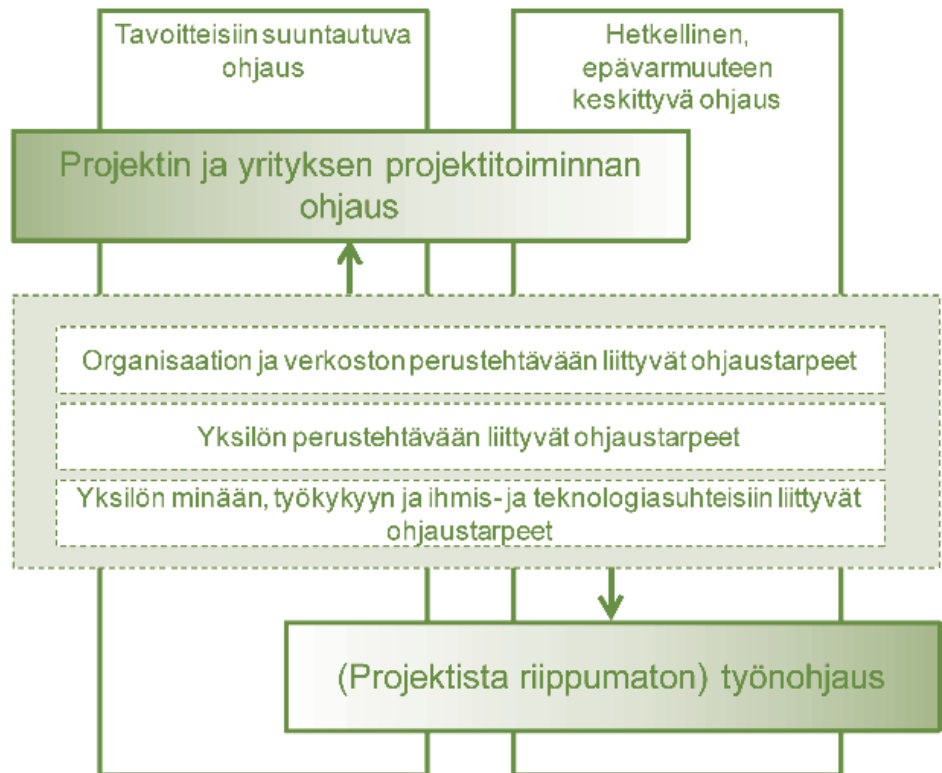 Tavoitteisiin suuntautuva
ohjaus
Hetkellinen,
epävarmuuteen
keskittyvä ohjaus
Projektin ja yrityksen projektitoiminnan
ohjaus
Organisaation ja verkoston perustehtävään liittyvät ohjaustarpeet
Yksilön perustehtävään liittyvät ohjaustarpeet
Yksilön minään, työkykyyn ja ihmis- ja teknologiasuhteisiin liittyvät
ohjaustarpeet
(Projektista riippumaton) työnohjaus